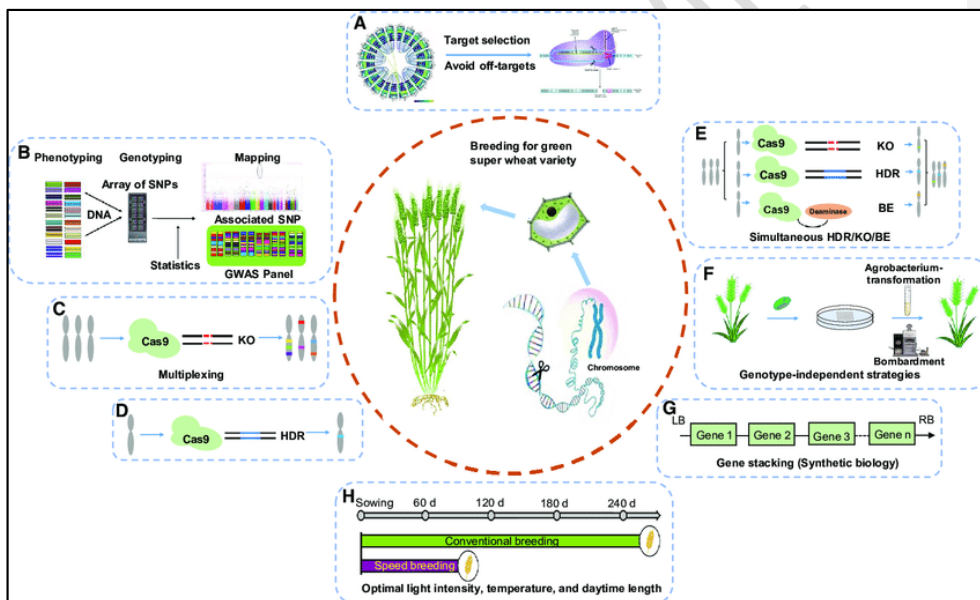 A
Target selection
Avoid off-targets
B
Phenotyping Genotyping Mapping
Array of SNPs
DNA
Associated SNP
Statistics
GWAS Panel
C
Cas9
KO
Multiplexing
D
Cas9
HDR
Breeding for green
super wheat variety
Chromosome
E
Cas9
KO
Cas9
HDR
Cas9
Deaminase
BE
Simultaneous HDR/KO/BE
F
Agrobacterium-
transformation
Bombardment
Genotype-independent strategies
G
LB
RB
Gene 1 Gene 2 Gene 3 Gene n
Gene stacking (Synthetic biology)
H
Sowing 60 d 120 d 180 d 240 d
Conventional breeding
Speed breeding
Optimal light intensity, temperature, and daytime length